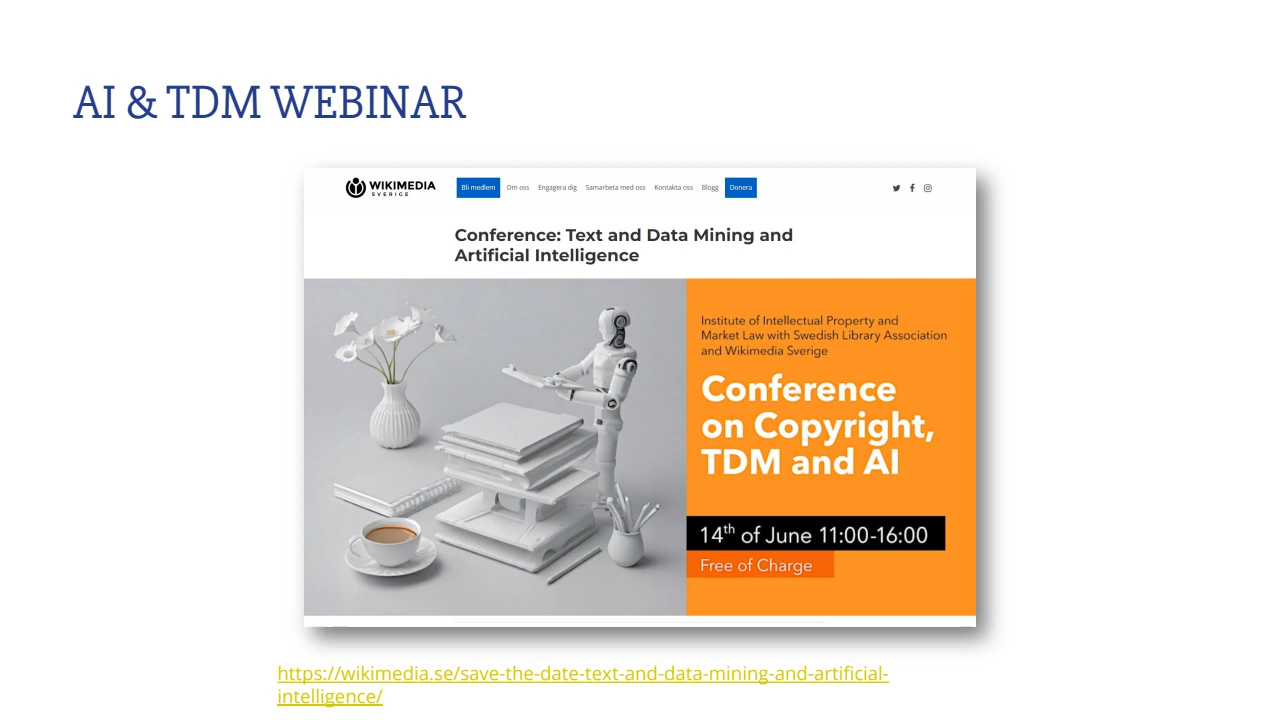 AI & TDM WEBINAR
WIKIMEDIA
SVERIGE
Bli medlem Om oss Engagera dig Samarbeta med oss Kontakta oss Blogg Donera
Conference: Text and Data Mining and
Artificial Intelligence
Institute of Intellectual Property and
Market Law with Swedish Library Association
and Wikimedia Sverige
Conference
on Copyright,
TDM and AI
14th of June 11:00-16:00
Free of Charge
https://wikimedia.se/save-the-date-text-and-data-mining-and-artificial-
intelligence/